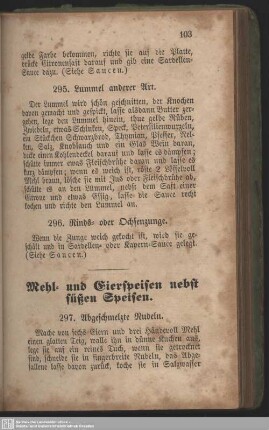 103
gelbe Farbe bekommen, richte sie auf die Platte,
drücke Citronensaft darauf und gib eine Sardellen-
Sauce dazu. (Siehe Saucen.)
295. Lummel anderer Art.
Der Lummel wird schön geschnitten, der Knochen
davon gemacht und gespickt, lasse alsdann Butter zer-
gehen, lege den Lummel hinein, thue gelbe Rüben,
Zwiebeln, etwas Schinken, Speck, Petersilienwurzeln,
ein Stückchen Schwarzbrod, Thymian, Pfeffer, Nel-
ken, Salz, Knoblauch und ein Glas Wein daran,
decke einen Kohlendeckel darauf und lasse es dämpfen;
schütte immer etwas Fleischbrühe daran und lasse es
kurz dämpfen; wenn es weich ist, röste 2 Eßlöffelvoll
Mehl braun, lösche sie mit Jus oder Fleischbrühe ab,
schütte es an den Lummel, nebst dem Saft einer
Citrone und etwas Essig, lasse die Sauce recht kochen
und richte den Lummel an.
296. Rinds- oder Ochsenzunge.
Wenn die Zunge weich gekocht ist, wird sie ge-
schält und in Sardellen- oder Kapern-Sauce gelegt.
(Siehe Saucen.)
Mehl- und Eierspeisen nebst
süßen Speisen.
297. Abgeschmelzte Nudeln.
Mache von sechs Eiern und drei Händevoll Mehl
einen glatten Teig, walle ihn in dünne Kuchen aus,
lege sie auf ein reines Tuch, wenn sie getrocknet
sind, schneide sie in fingerbreite Nudeln, das Abge-
fallene lasse davon zurück, koche sie in Salzwasser